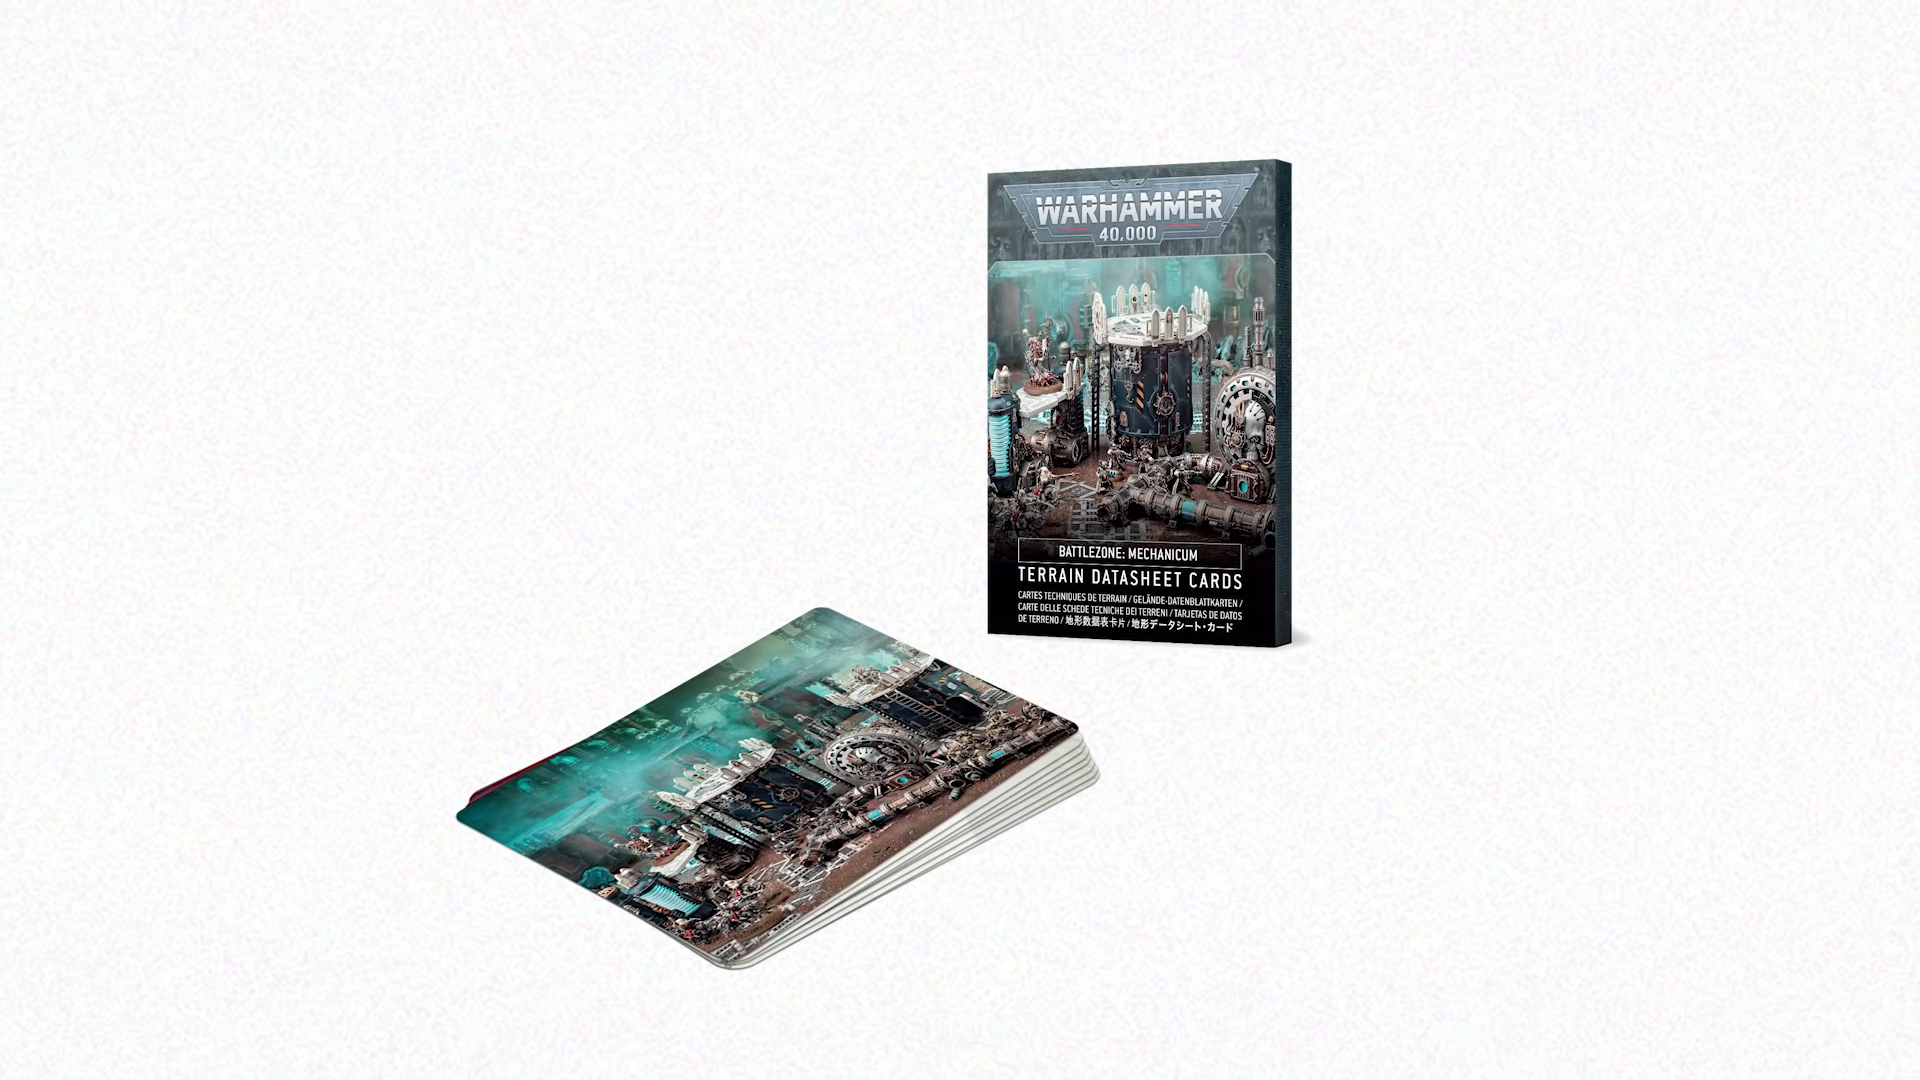 WARHAMMER
40,000
BATTLEZONE: MECHANICUM
TERRAIN DATASHEET CARDS
CARTES TECHNIQUES DE TERRAIN / GELÄNDE-DATENBLATTKARTEN /
CARTE DELLE SCHEDE TECNICHE DEI TERRENI / TARJETAS DE DATOS
DE TERRENO / 地形数据表卡片 / 地形データシート・カード